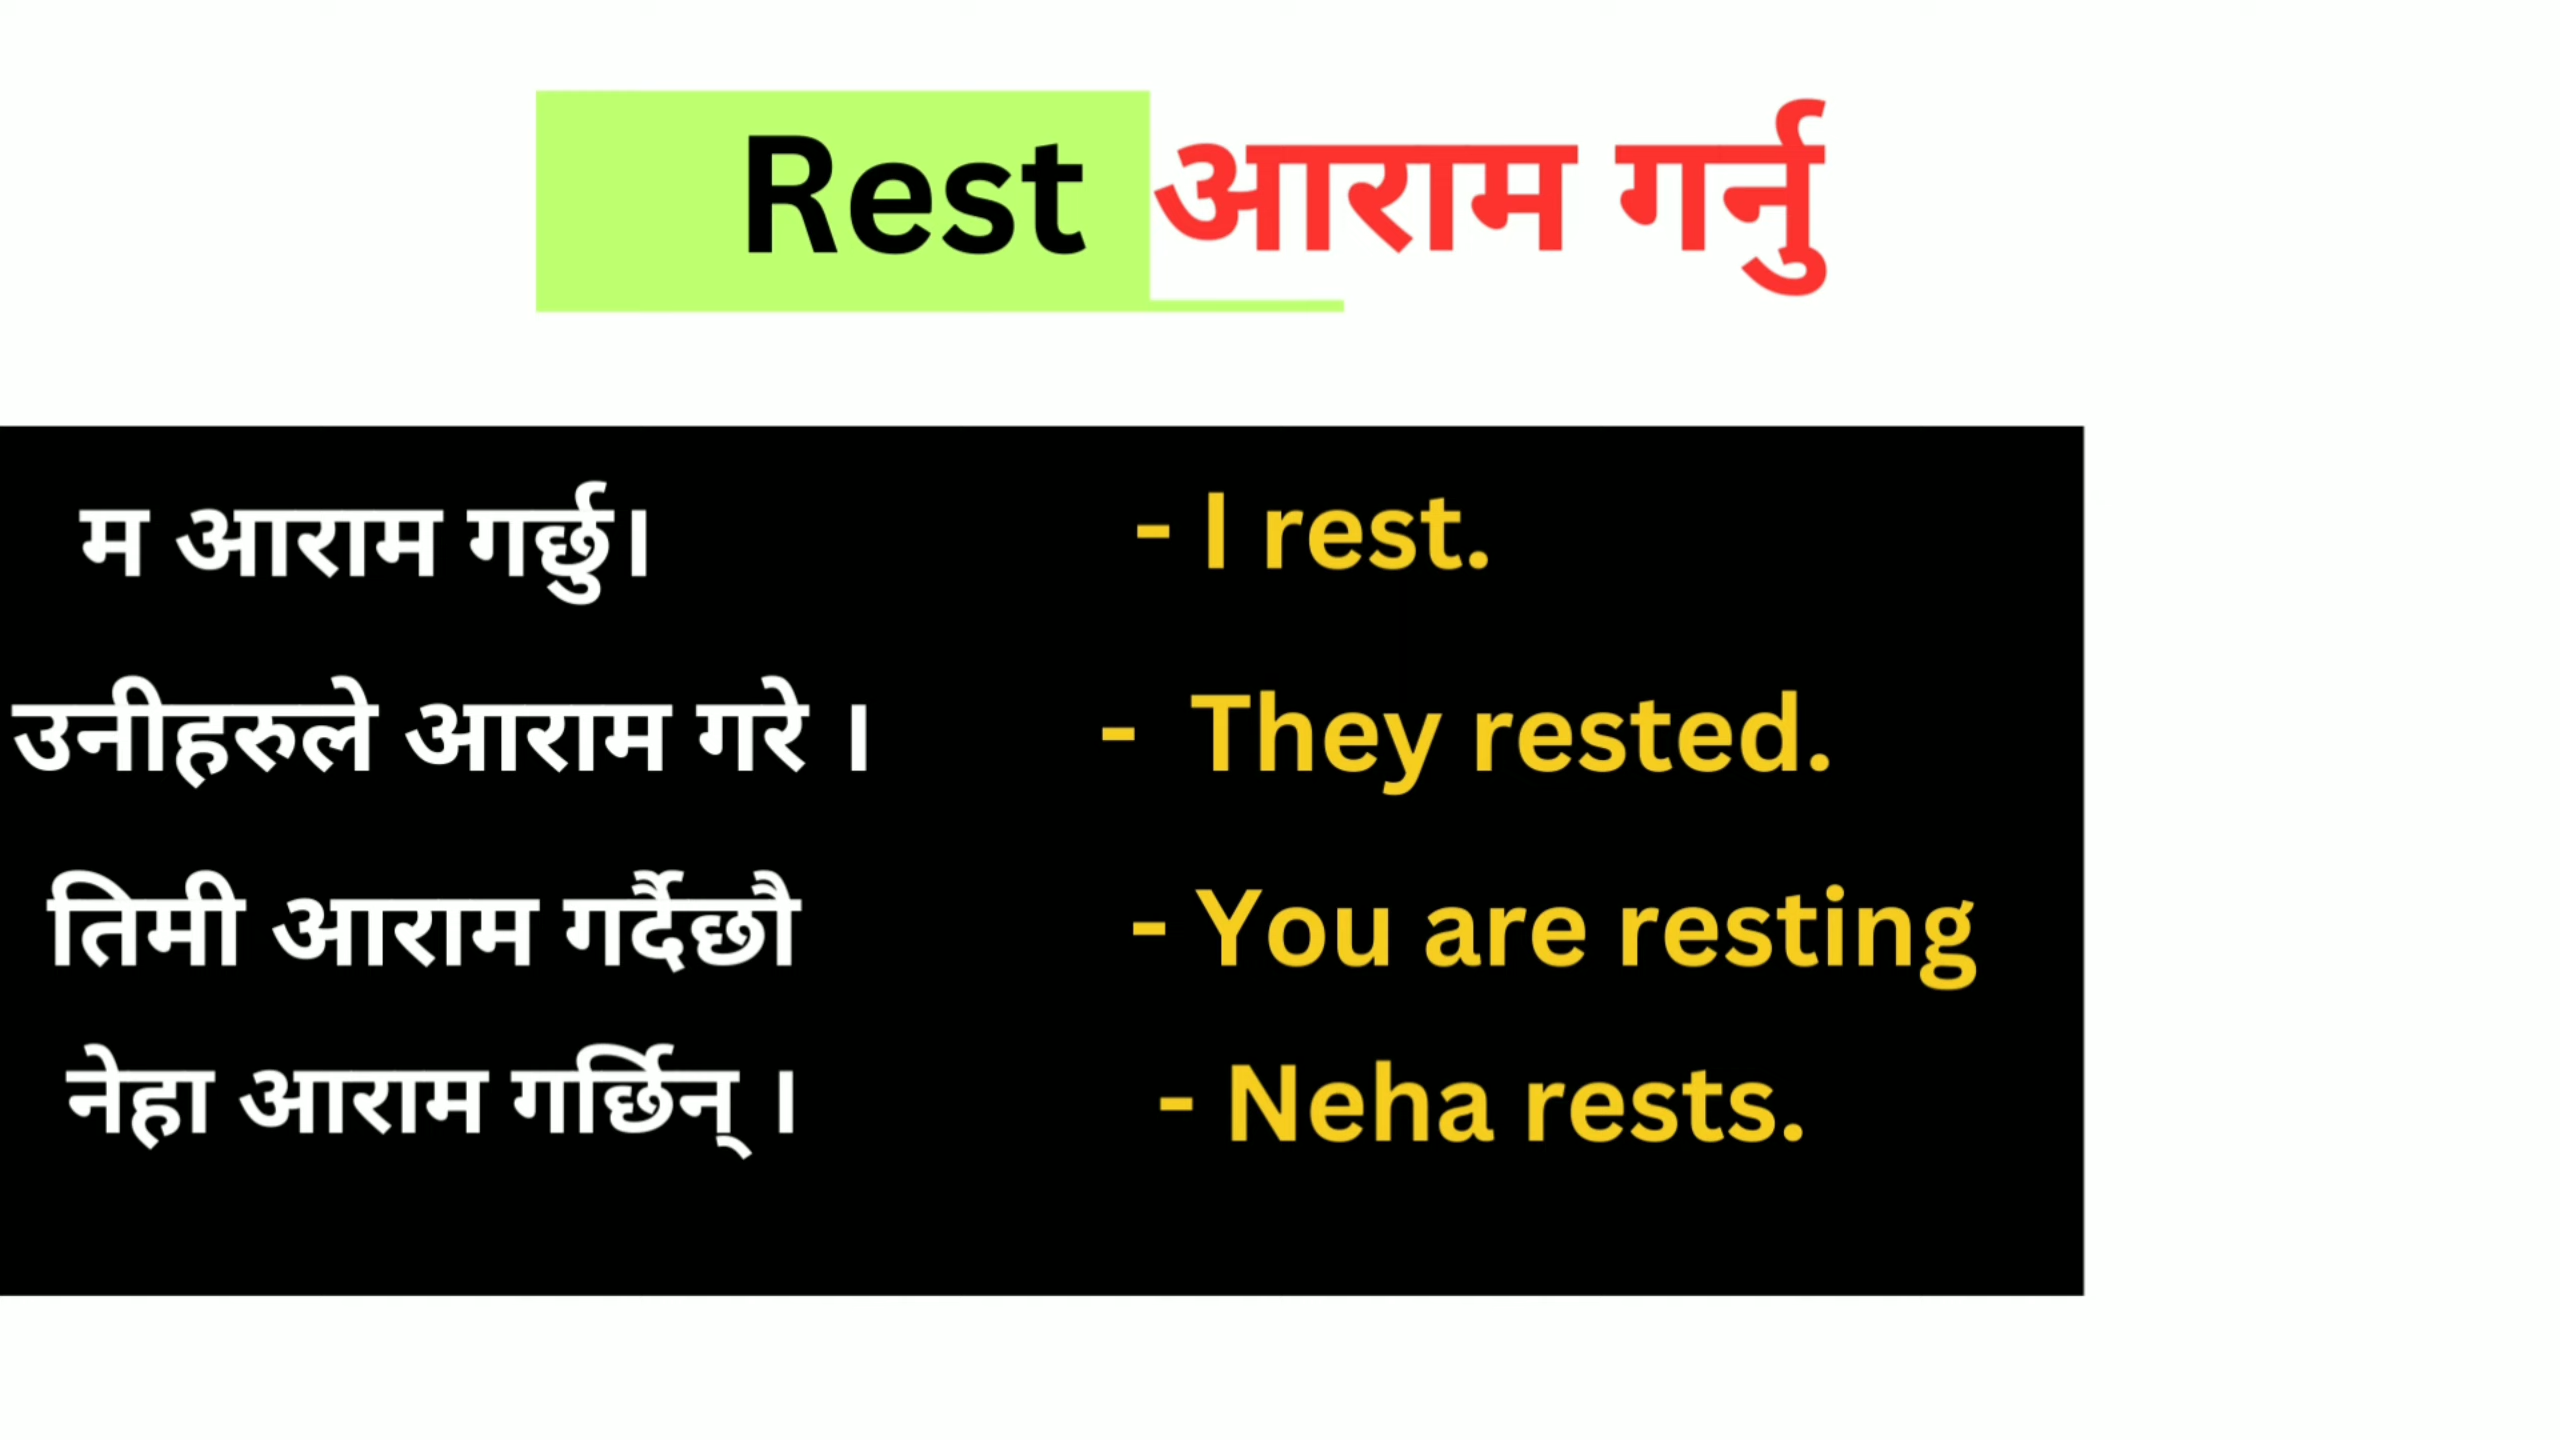 Rest आराम गर्नु
म आराम गर्छु। - I rest.
उनीहरुले आराम गरे । - They rested.
तिमी आराम गर्दैछौ - You are resting
नेहा आराम गर्छिन् । - Neha rests.